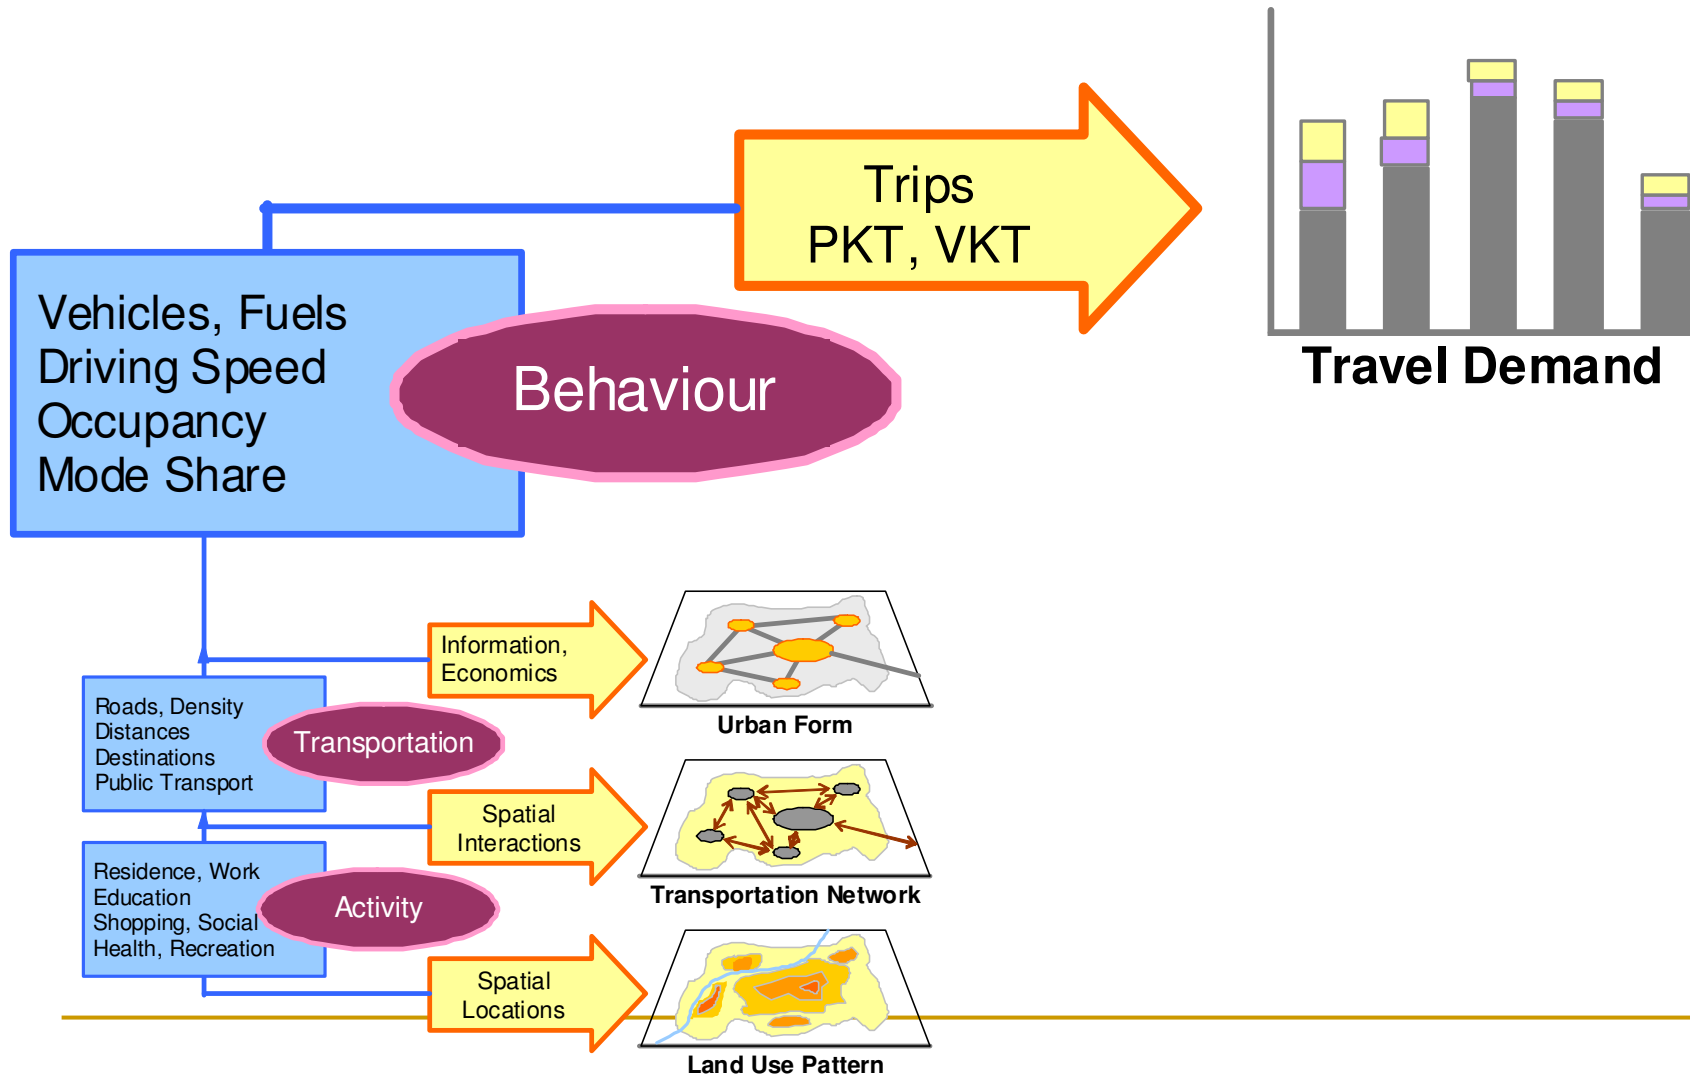 Trips
PKT, VKT
Travel Demand
Vehicles, Fuels
Driving Speed
Occupancy
Mode Share
Behaviour
Information,
Economics
Urban Form
Roads, Density
Distances
Destinations
Public Transport
Transportation
Spatial
Interactions
Transportation Network
Residence, Work
Education
Shopping, Social
Health, Recreation
Activity
Spatial
Locations
Land Use Pattern